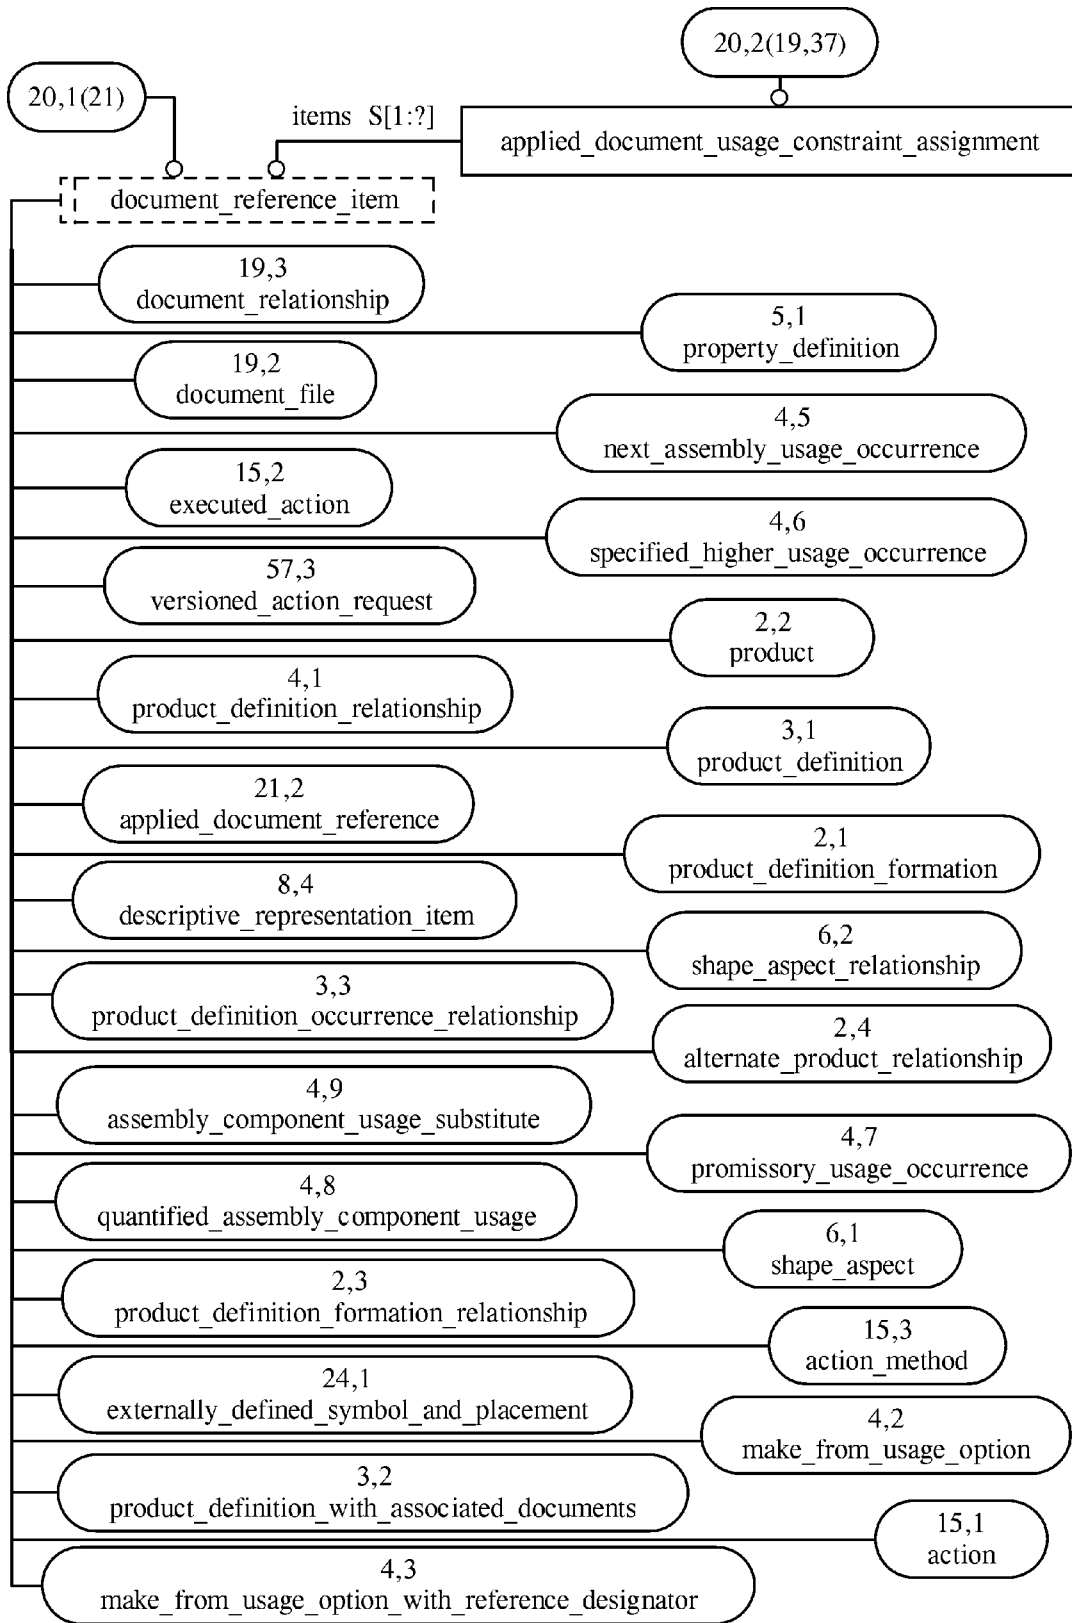 20,2(19,37)
20,1(21)
items S[1:?]
applied_document_usage_constraint_assignment
document_reference_item
19,3
document_relationship
5,1
property_definition
19,2
document_file
4,5
next_assembly_usage_occurrence
15,2
executed_action
4,6
specified_higher_usage_occurrence
57,3
versioned_action_request
2,2
product
4,1
product_definition_relationship
3,1
product_definition
21,2
applied_document_reference
2,1
product_definition_formation
8,4
descriptive_representation_item
6,2
shape_aspect_relationship
3,3
product_definition_occurrence_relationship
2,4
alternate_product_relationship
4,9
assembly_component_usage_substitute
4,7
promissory_usage_occurrence
4,8
quantified_assembly_component_usage
6,1
shape_aspect
2,3
product_definition_formation_relationship
15,3
action_method
24,1
externally_defined_symbol_and_placement
4,2
make_from_usage_option
3,2
product_definition_with_associated_documents
15,1
action
4,3
make_from_usage_option_with_reference_designator